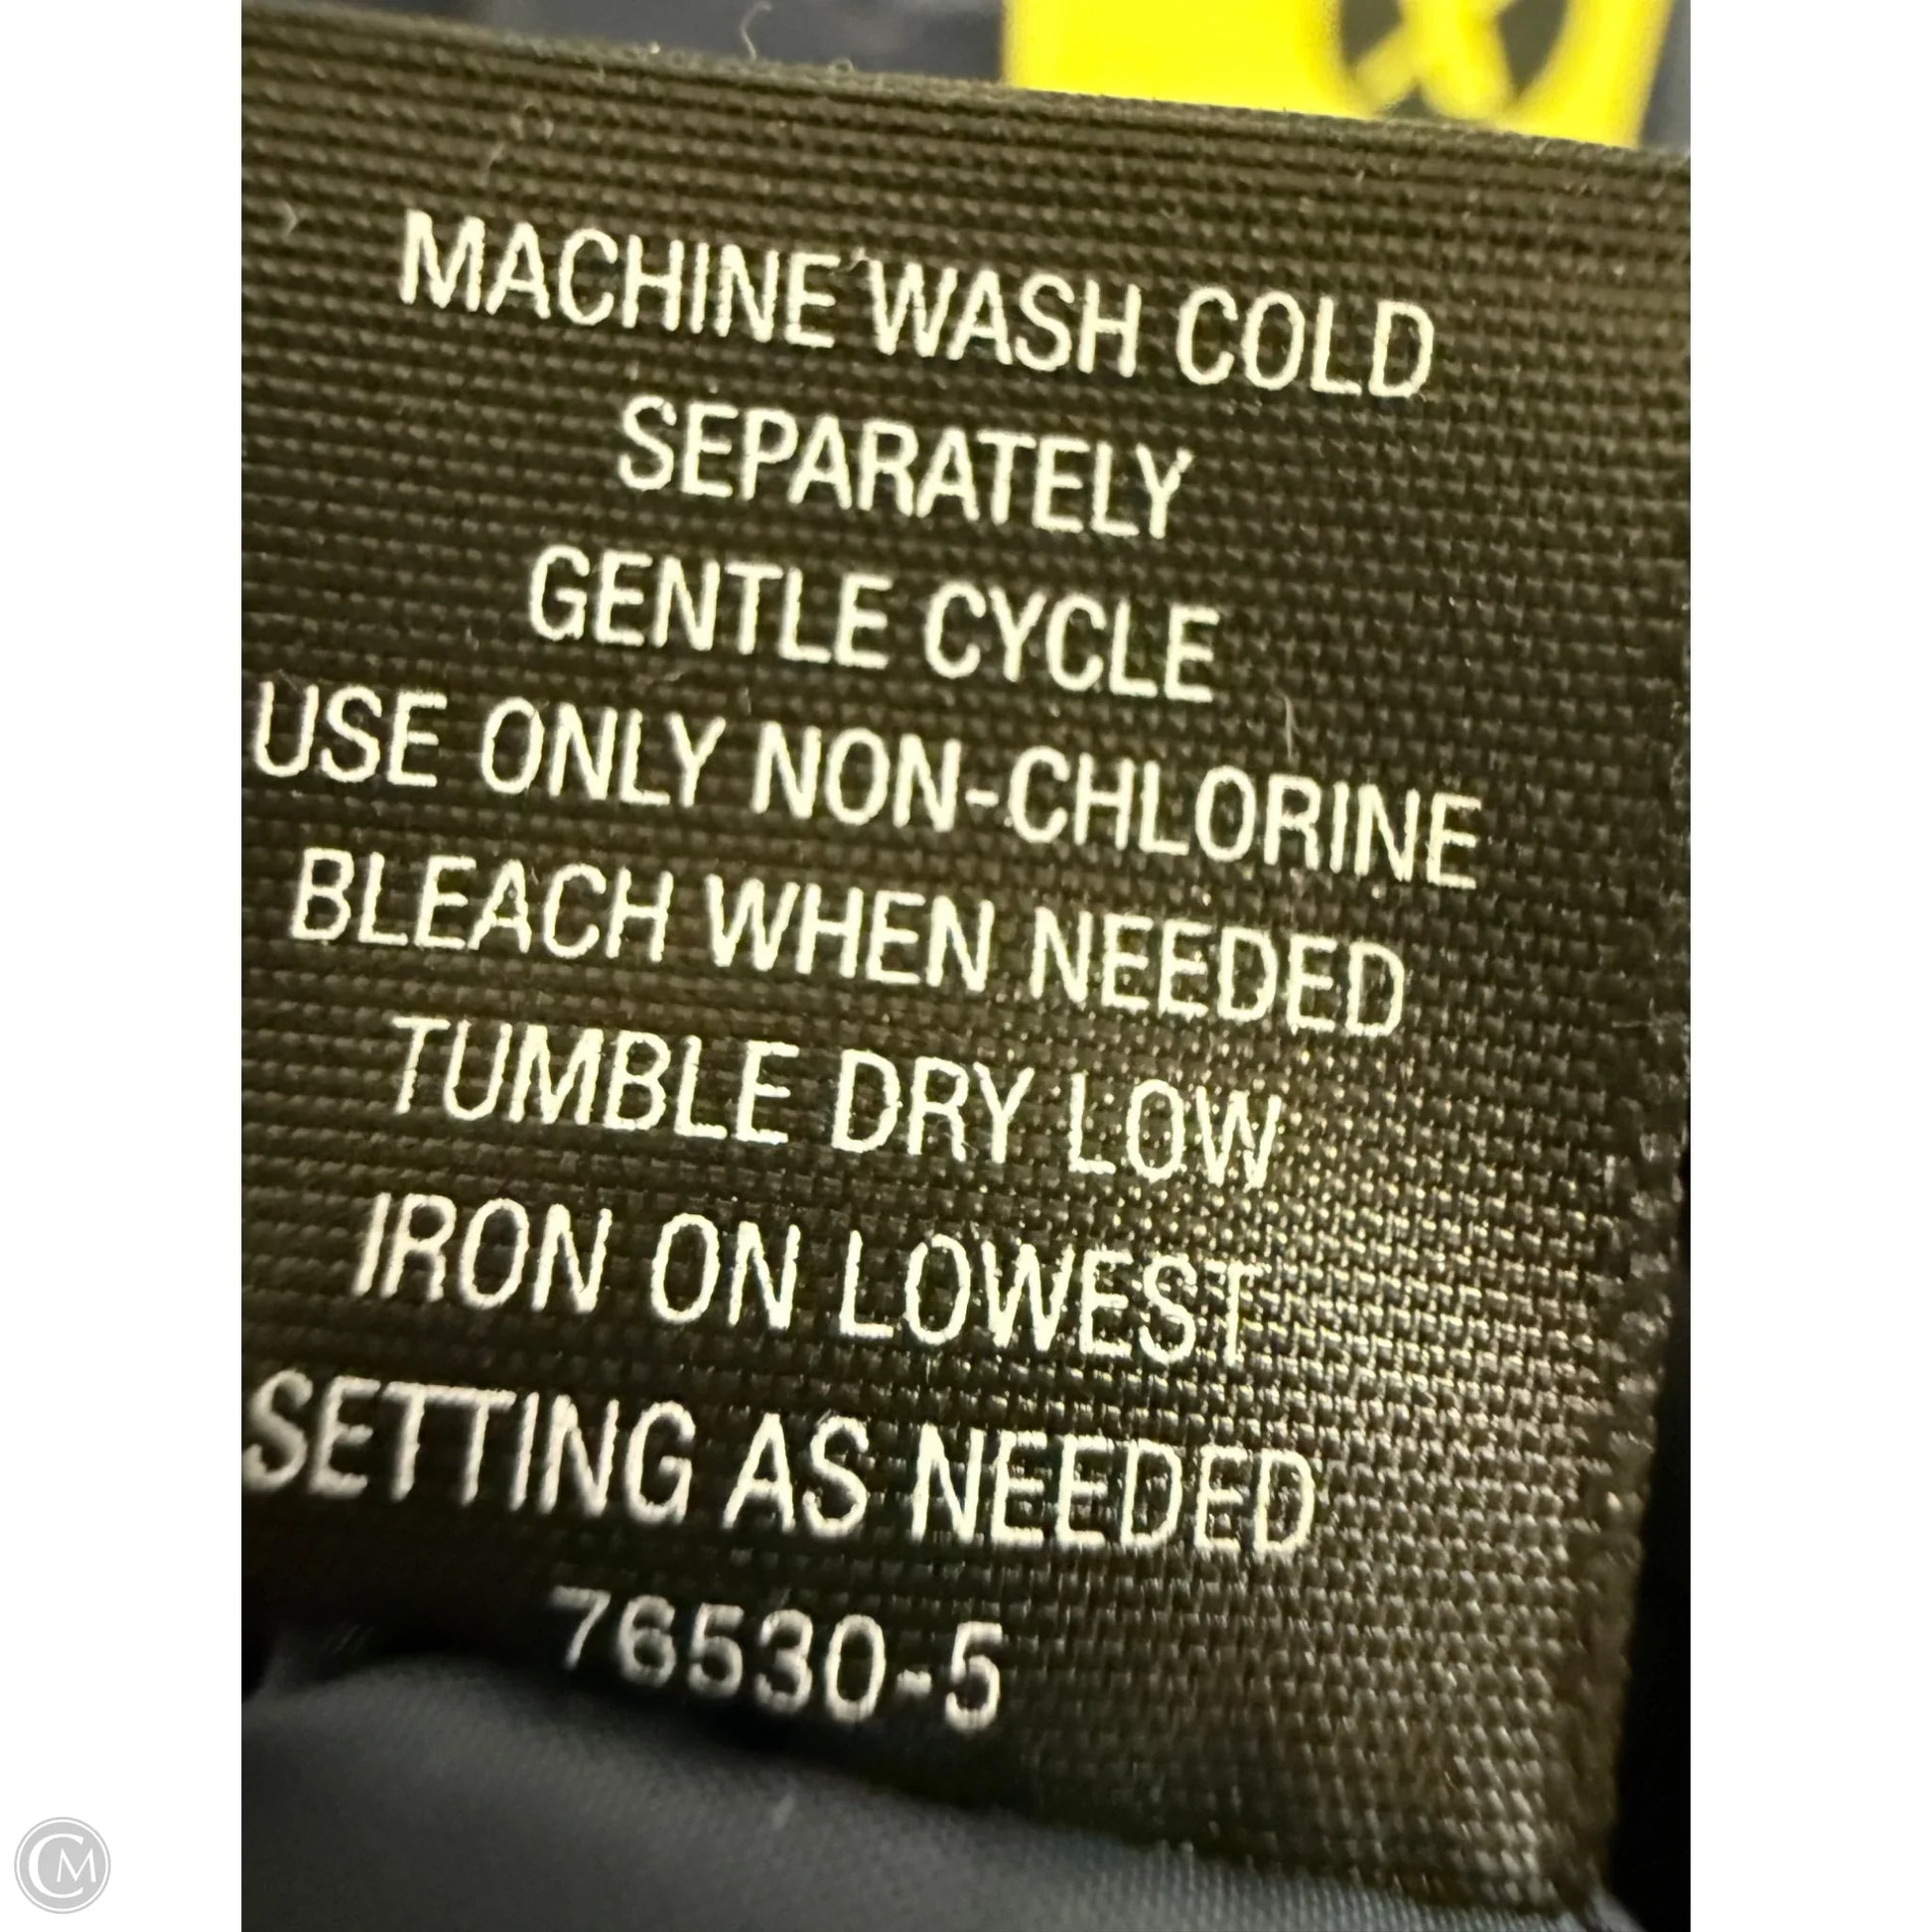 MACHINE WASH COLD
SEPARATELY
GENTLE CYCLE
USE ONLY NON-CHLORINE
BLEACH WHEN NEEDED
TUMBLE DRY LOW
IRON ON LOWEST
SETTING AS NEEDED
76530-5
CM